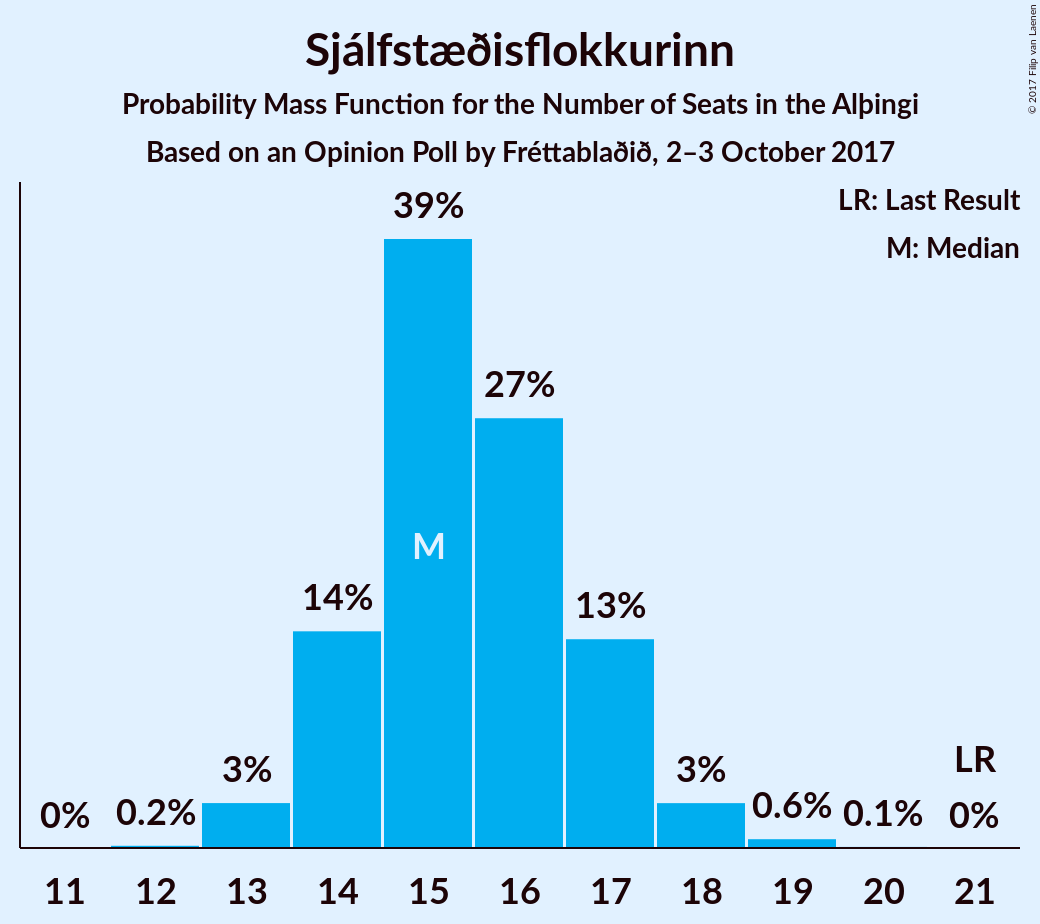 Sjálfstæðisflokkurinn
Probability Mass Function for the Number of Seats in the Alþingi
Based on an Opinion Poll by Fréttablaðið, 2–3 October 2017
© 2017 Filip van Laenen
LR: Last Result
M: Median
39%
27%
M
14%
13%
3%
3%
LR
0%
0.2%
0.6%
0.1%
0%
11 12 13 14 15 16 17 18 19 20 21